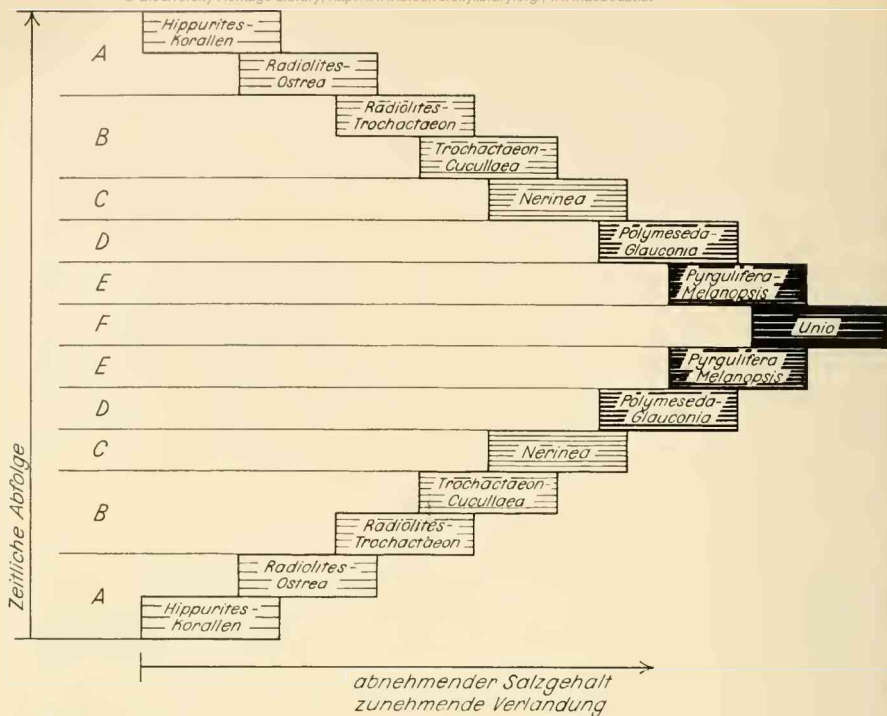 A
Hippurites-
Korallen
Radiolites-
Ostrea
B
Radiolites-
Trochactaeon
Trochactaeon-
Cucullaea
C
Nerinea
D
Polymeseda-
Glauconia
E
Pyrgulifera-
Melanopsis
F
Unio
E
Pyrgulifera
Melanopsis
D
Polymeseda-
Glauconia
C
Nerinea
B
Trochactaeon-
Cucullaea
Radiolites-
Trochactaeon
A
Radiolites-
Ostrea
Hippurites-
Korallen
Zeitliche Abfolge
abnehmender Salzgehalt
zunehmende Verlandung